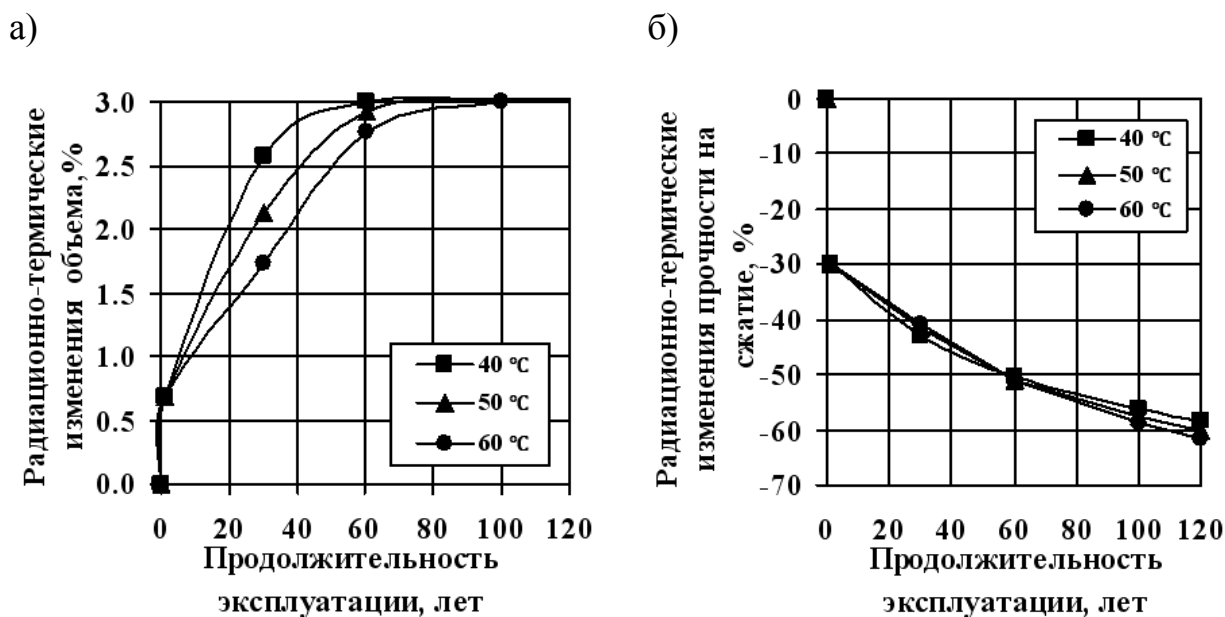 а)
б)
Радиационно-термические
изменения объема,%
3.0
2.5
2.0
1.5
1.0
0.5
0.0
0 20 40 60 80 100 120
Продолжительность
эксплуатации, лет
40 °C
50 °C
60 °C
Радиационно-термические
изменения прочности на
сжатие, %
0
-10
-20
-30
-40
-50
-60
-70
0 20 40 60 80 100 120
Продолжительность
эксплуатации, лет
40 °C
50 °C
60 °C